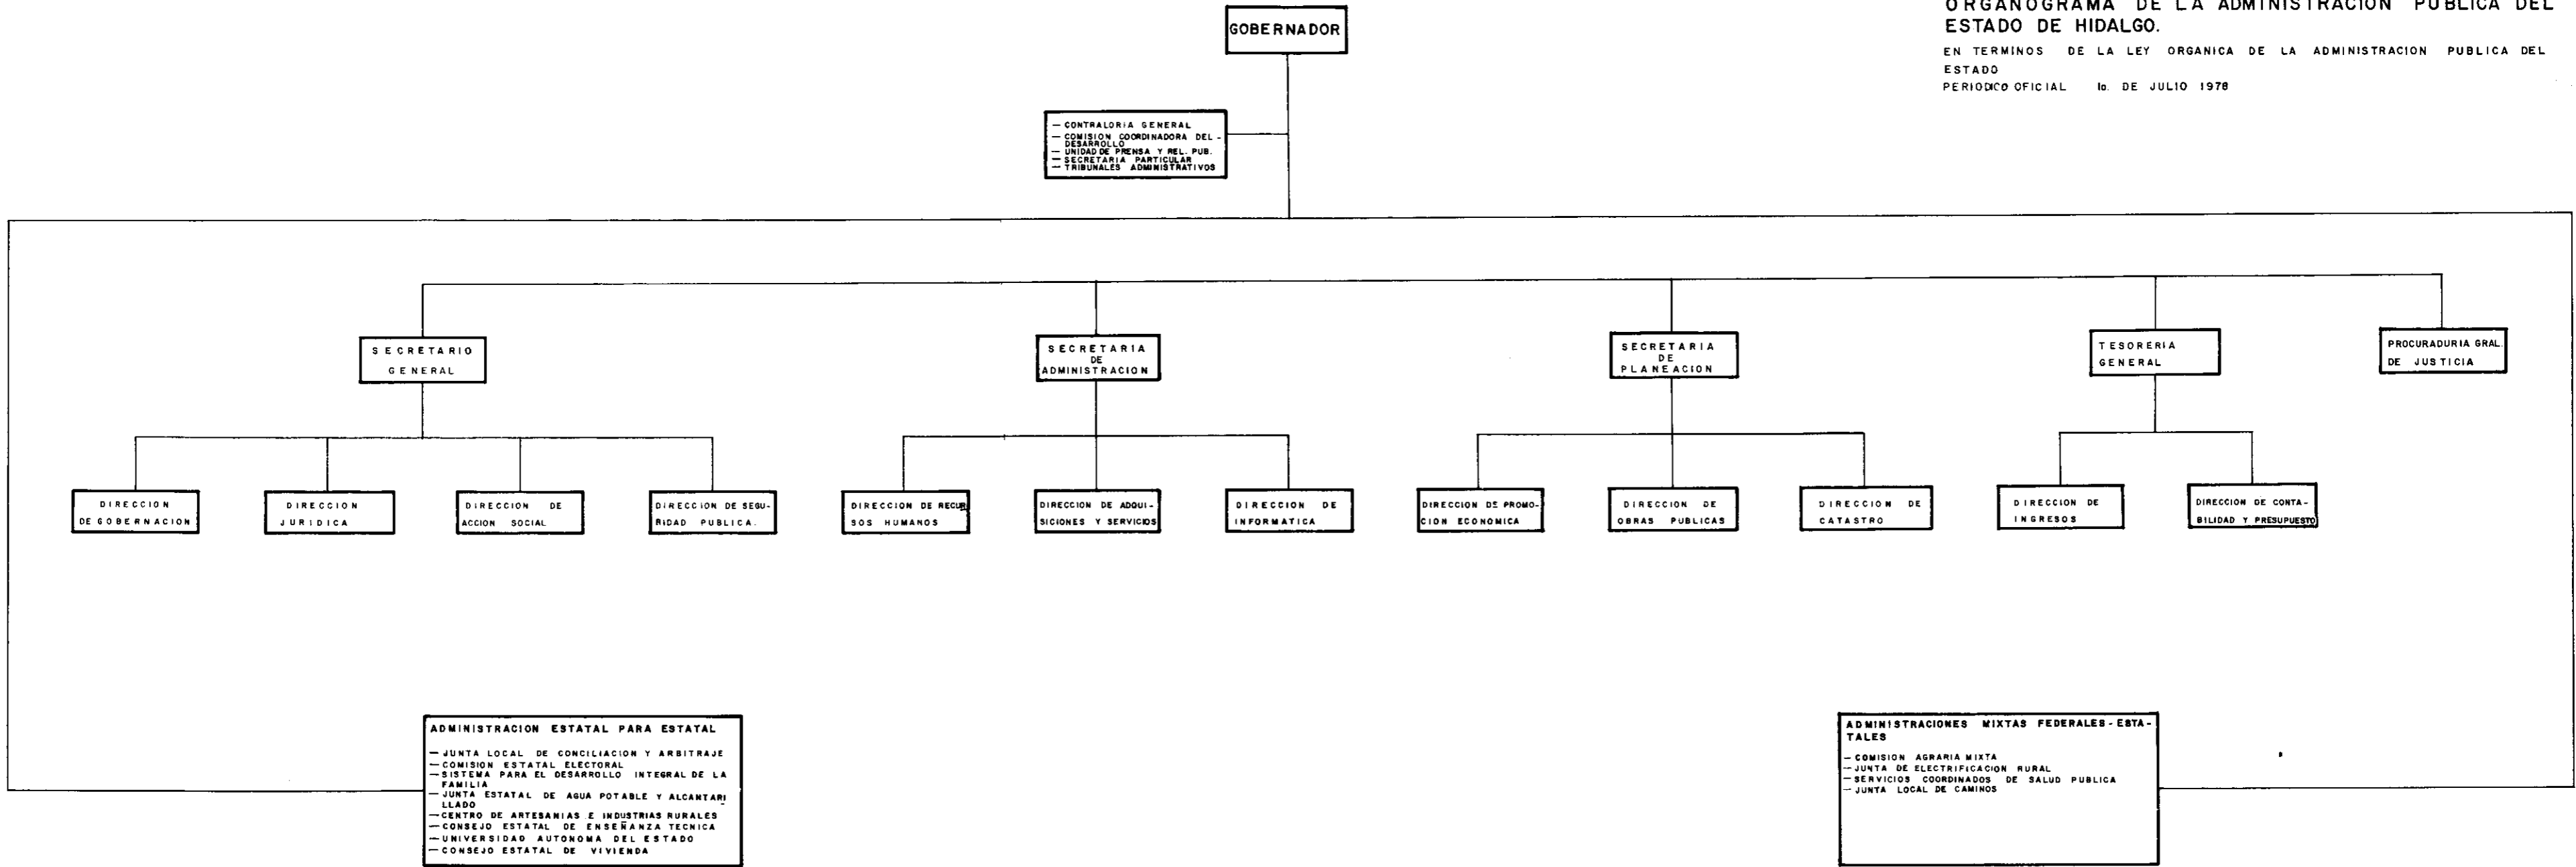 ORGANOGRAMA DE LA ADMINISTRACION PUBLICA DEL
ESTADO DE HIDALGO.
EN TERMINOS DE LA LEY ORGANICA DE LA ADMINISTRACION PUBLICA DEL
ESTADO
PERIODICO OFICIAL 1o. DE JULIO 1978
GOBERNADOR
— CONTRALORIA GENERAL
— COMISION COORDINADORA DEL -
DESARROLLO
— UNIDAD DE PRENSA Y REL. PUB.
— SECRETARIA PARTICULAR
— TRIBUNALES ADMINISTRATIVOS
SECRETARIO
GENERAL
SECRETARIA
DE
ADMINISTRACION
SECRETARIA
DE
PLANEACION
TESORERIA
GENERAL
PROCURADURIA GRAL.
DE JUSTICIA
DIRECCION
DE GOBERNACION
DIRECCION
JURIDICA
DIRECCION DE
ACCION SOCIAL
DIRECCION DE SEGU-
RIDAD PUBLICA.
DIRECCION DE RECUR
SOS HUMANOS
DIRECCION DE ADQUI-
SICIONES Y SERVICIOS
DIRECCION DE
INFORMATICA
DIRECCION DE PROMO-
CION ECONOMICA
DIRECCION DE
OBRAS PUBLICAS
DIRECCION DE
CATASTRO
DIRECCION DE
INGRESOS
DIRECCION DE CONTA-
BILIDAD Y PRESUPUESTO
ADMINISTRACION ESTATAL PARA ESTATAL
— JUNTA LOCAL DE CONCILIACION Y ARBITRAJE
— COMISION ESTATAL ELECTORAL
— SISTEMA PARA EL DESARROLLO INTEGRAL DE LA
FAMILIA
— JUNTA ESTATAL DE AGUA POTABLE Y ALCANTARI
LLADO
— CENTRO DE ARTESANIAS E INDUSTRIAS RURALES
— CONSEJO ESTATAL DE ENSEÑANZA TECNICA
— UNIVERSIDAD AUTONOMA DEL ESTADO
— CONSEJO ESTATAL DE VIVIENDA
ADMINISTRACIONES MIXTAS FEDERALES - ESTA-
TALES
— COMISION AGRARIA MIXTA
— JUNTA DE ELECTRIFICACION RURAL
— SERVICIOS COORDINADOS DE SALUD PUBLICA
— JUNTA LOCAL DE CAMINOS